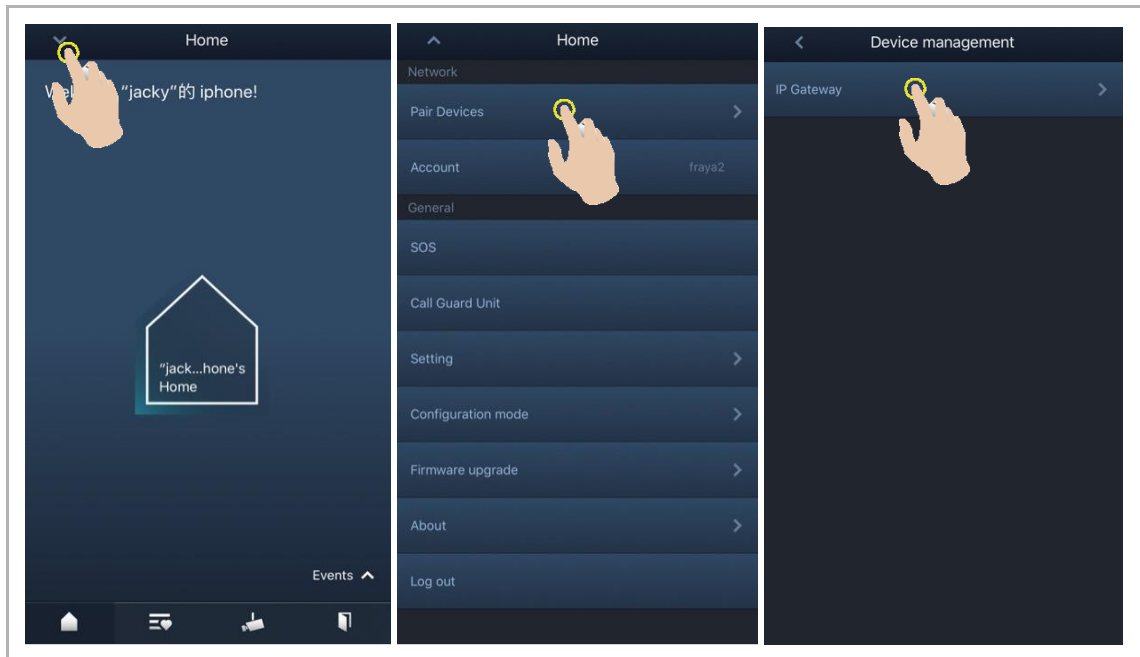 Home
"jacky"的 iphone!
"jack...hone's
Home
Events
Home
Network
Pair Devices
Account
fraya2
General
SOS
Call Guard Unit
Setting
Configuration mode
Firmware upgrade
About
Log out
Device management
IP Gateway